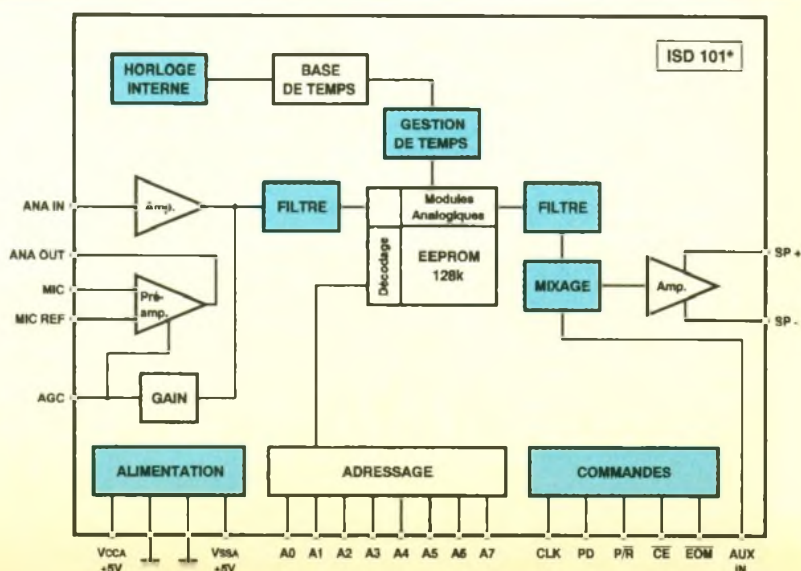 ISD 101*
HORLOGE
INTERNE
BASE
DE TEMPS
GESTION
DE TEMPS
ANA IN
Amp.
FILTRE
Modules
Analogiques
FILTRE
ANA OUT
Décodage
EEPROM
128k
SP +
MIC
Pré-
amp.
MIXAGE
Amp.
MIC REF
SP -
AGC
GAIN
ALIMENTATION
ADRESSAGE
COMMANDES
VCCA
+5V
VSSA
+5V
A0 A1 A2 A3 A4 A5 A6 A7
CLK PD P/R̅ C̅E̅ E̅O̅M̅ AUX
IN